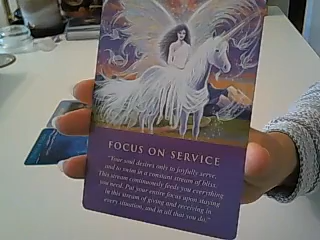 FOCUS ON SERVICE
"Your soul desires only to joyfully serve,
and to swim in a constant stream of bliss.
This stream continuously feeds you everything
you need. Put your entire focus upon staying
in this stream of giving and receiving in
every situation, and in all that you do."